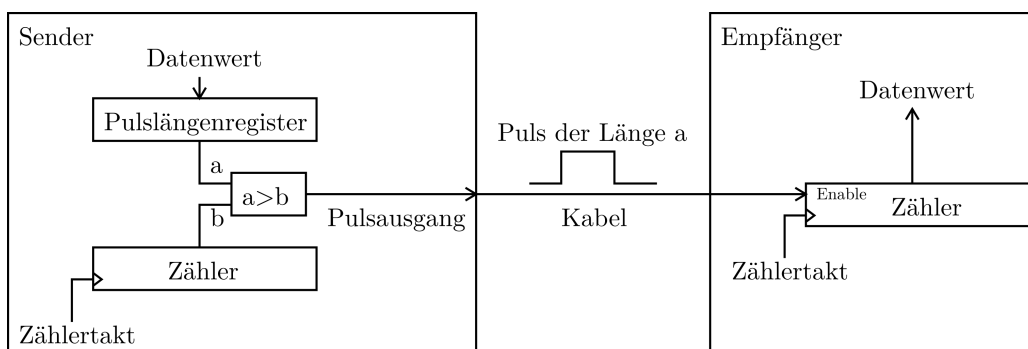 Sender
Datenwert
Pulslängenregister
a
a>b
b
Zähler
Zählertakt
Pulsausgang
Puls der Länge a
Kabel
Empfänger
Datenwert
Enable
Zähler
Zählertakt